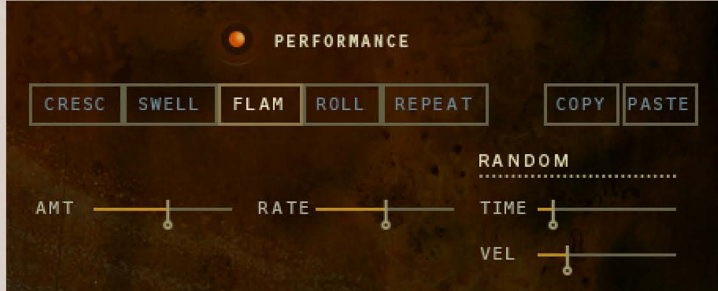 PERFORMANCE
CRESC SWELL FLAM ROLL REPEAT COPY PASTE
RANDOM
AMT RATE TIME
VEL